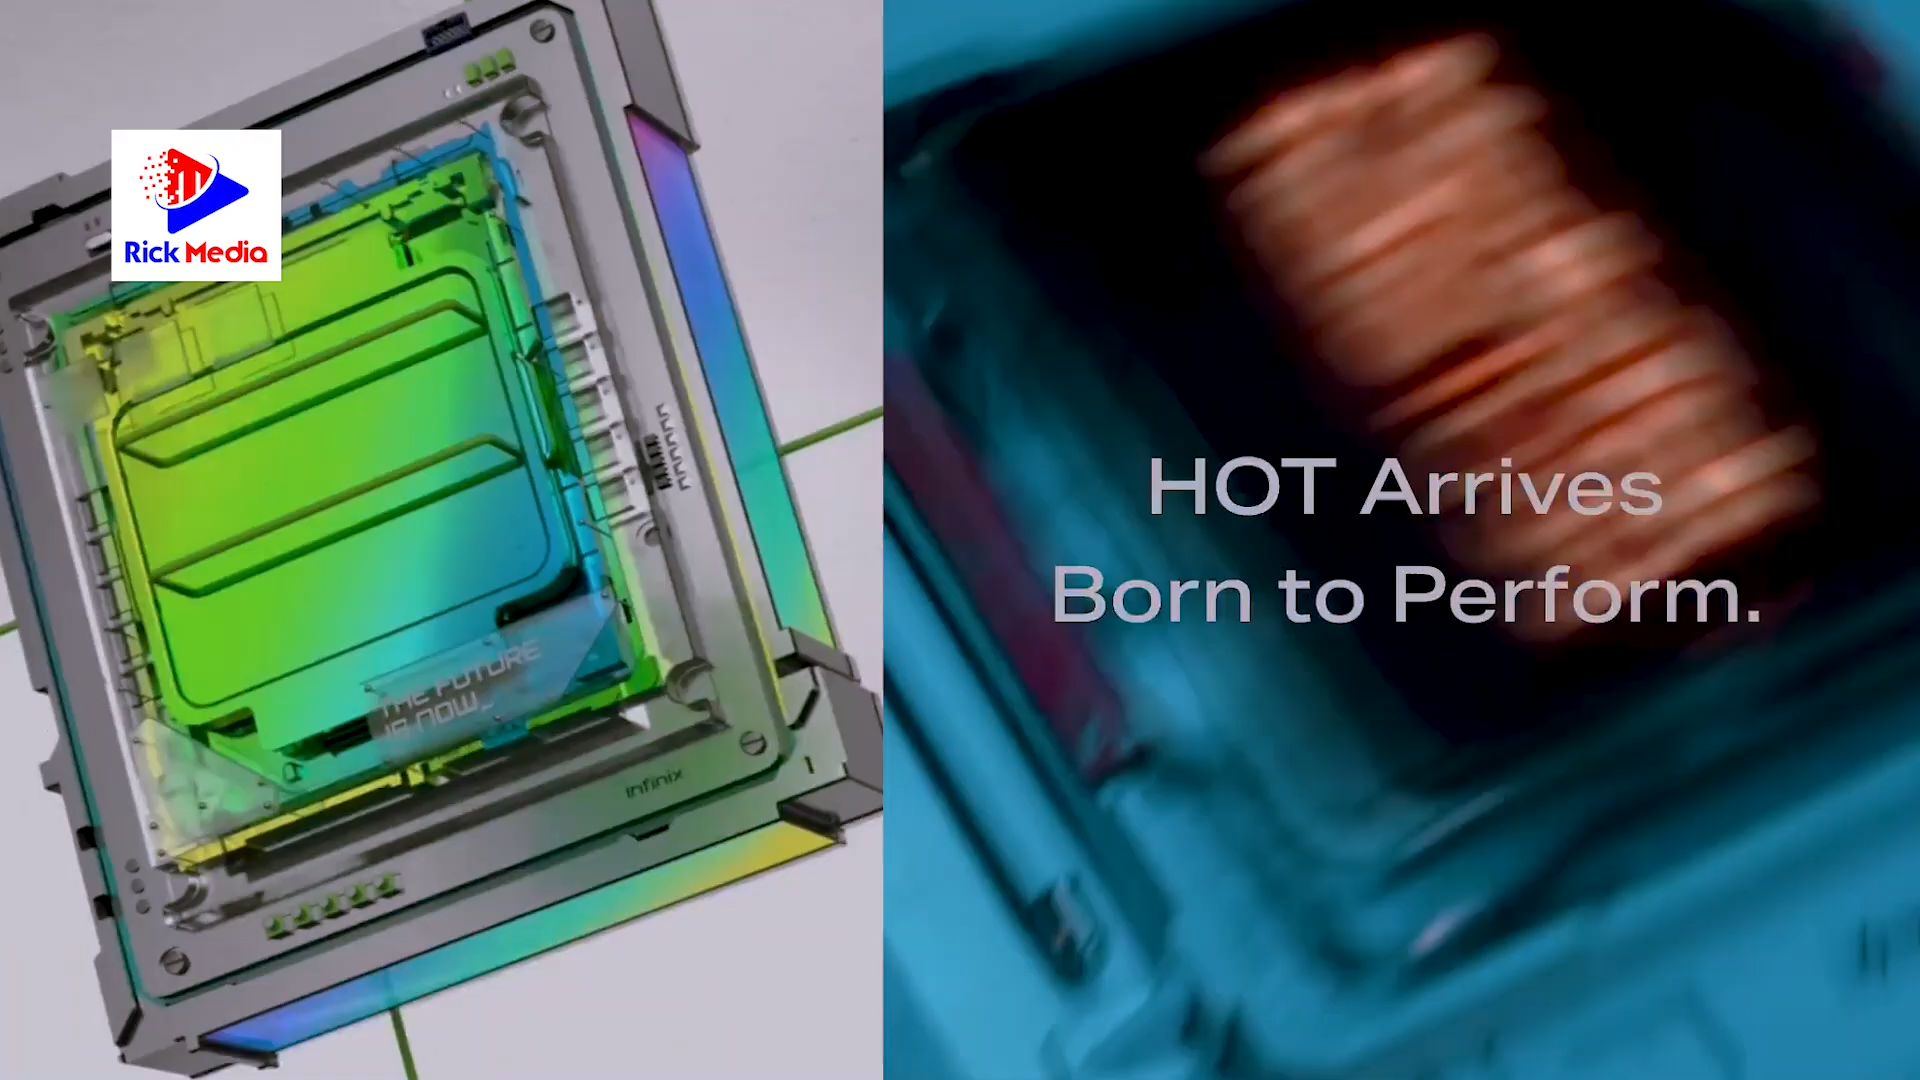 Rick Media
THE FUTURE
IS NOW_
Infinix
HOT Arrives
Born to Perform.